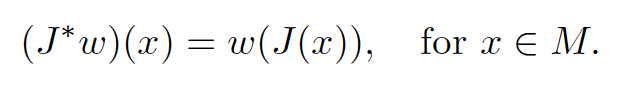 (J*w)(x) = w(J(x)), for x ∈ M.